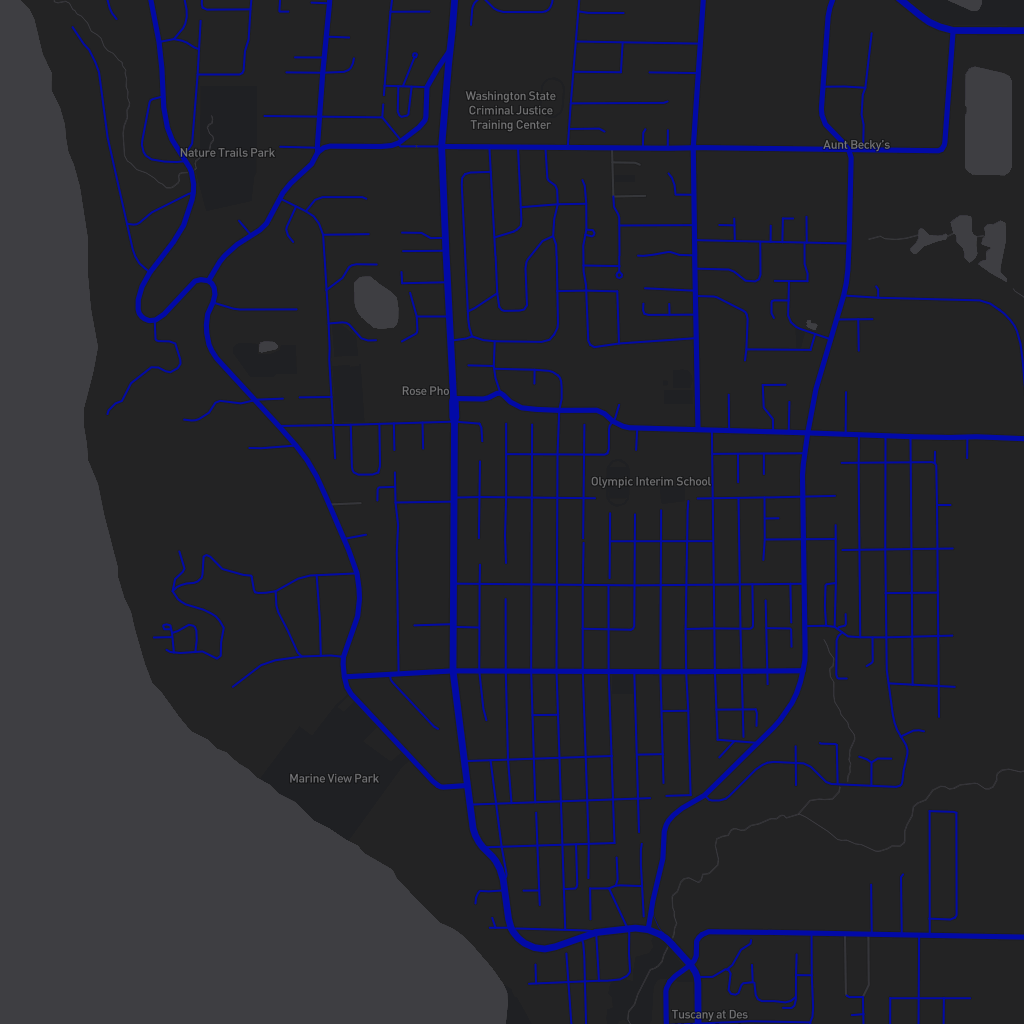 Washington State
Criminal Justice
Training Center
Aunt Becky's
Nature Trails Park
Rose Pho
Olympic Interim School
Marine View Park
Tuscany at Des